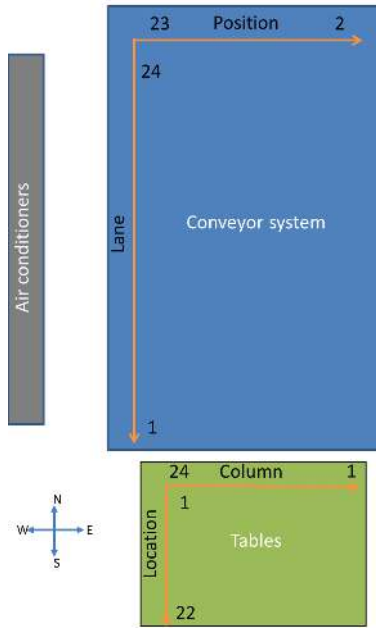 23 Position 2
24
Air conditioners
Lane
Conveyor system
1
24 Column 1
1
Location
Tables
22
N
W E
S